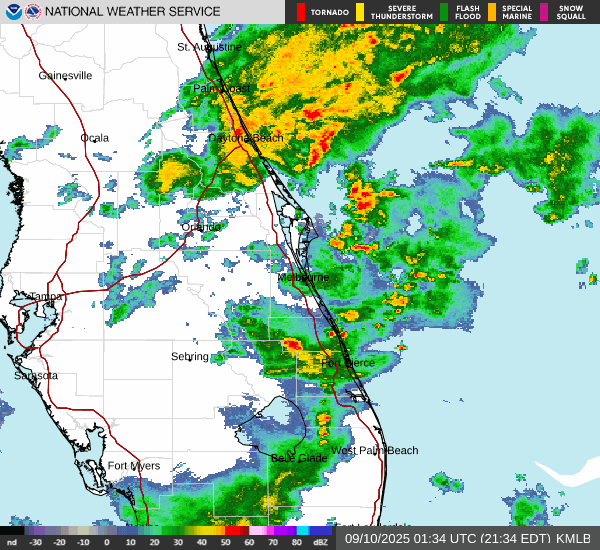 NATIONAL WEATHER SERVICE
TORNADO
SEVERE
THUNDERSTORM
FLASH
FLOOD
SPECIAL
MARINE
SNOW
SQUALL
St. Augustine
Gainesville
Palm Coast
Ocala
Daytona Beach
Orlando
Melbourne
Tampa
Sebring
Fort Pierce
Sarasota
West Palm Beach
Belle Glade
Fort Myers
nd -30 -20 -10 0 10 20 30 40 50 60 70 80 dBZ
09/10/2025 01:34 UTC (21:34 EDT) KMLB